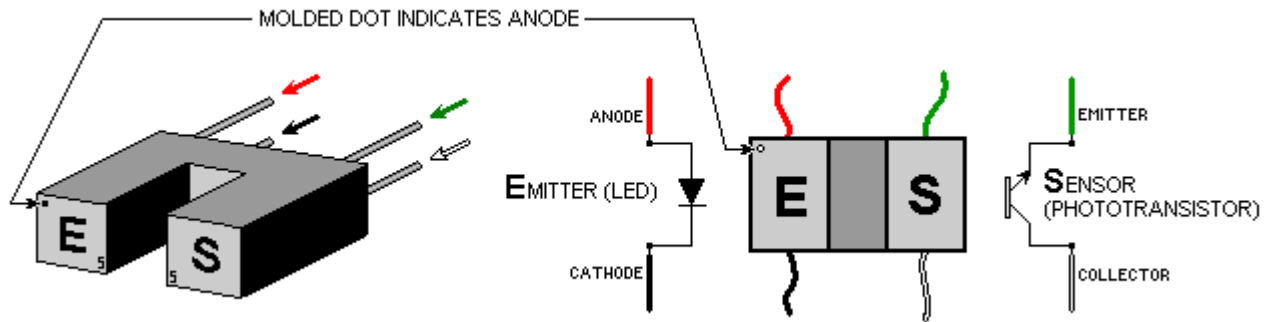 MOLDED DOT INDICATES ANODE
E
5
S
5
ANODE
EMITTER (LED)
CATHODE
E
S
EMITTER
SENSOR
(PHOTOTRANSISTOR)
COLLECTOR